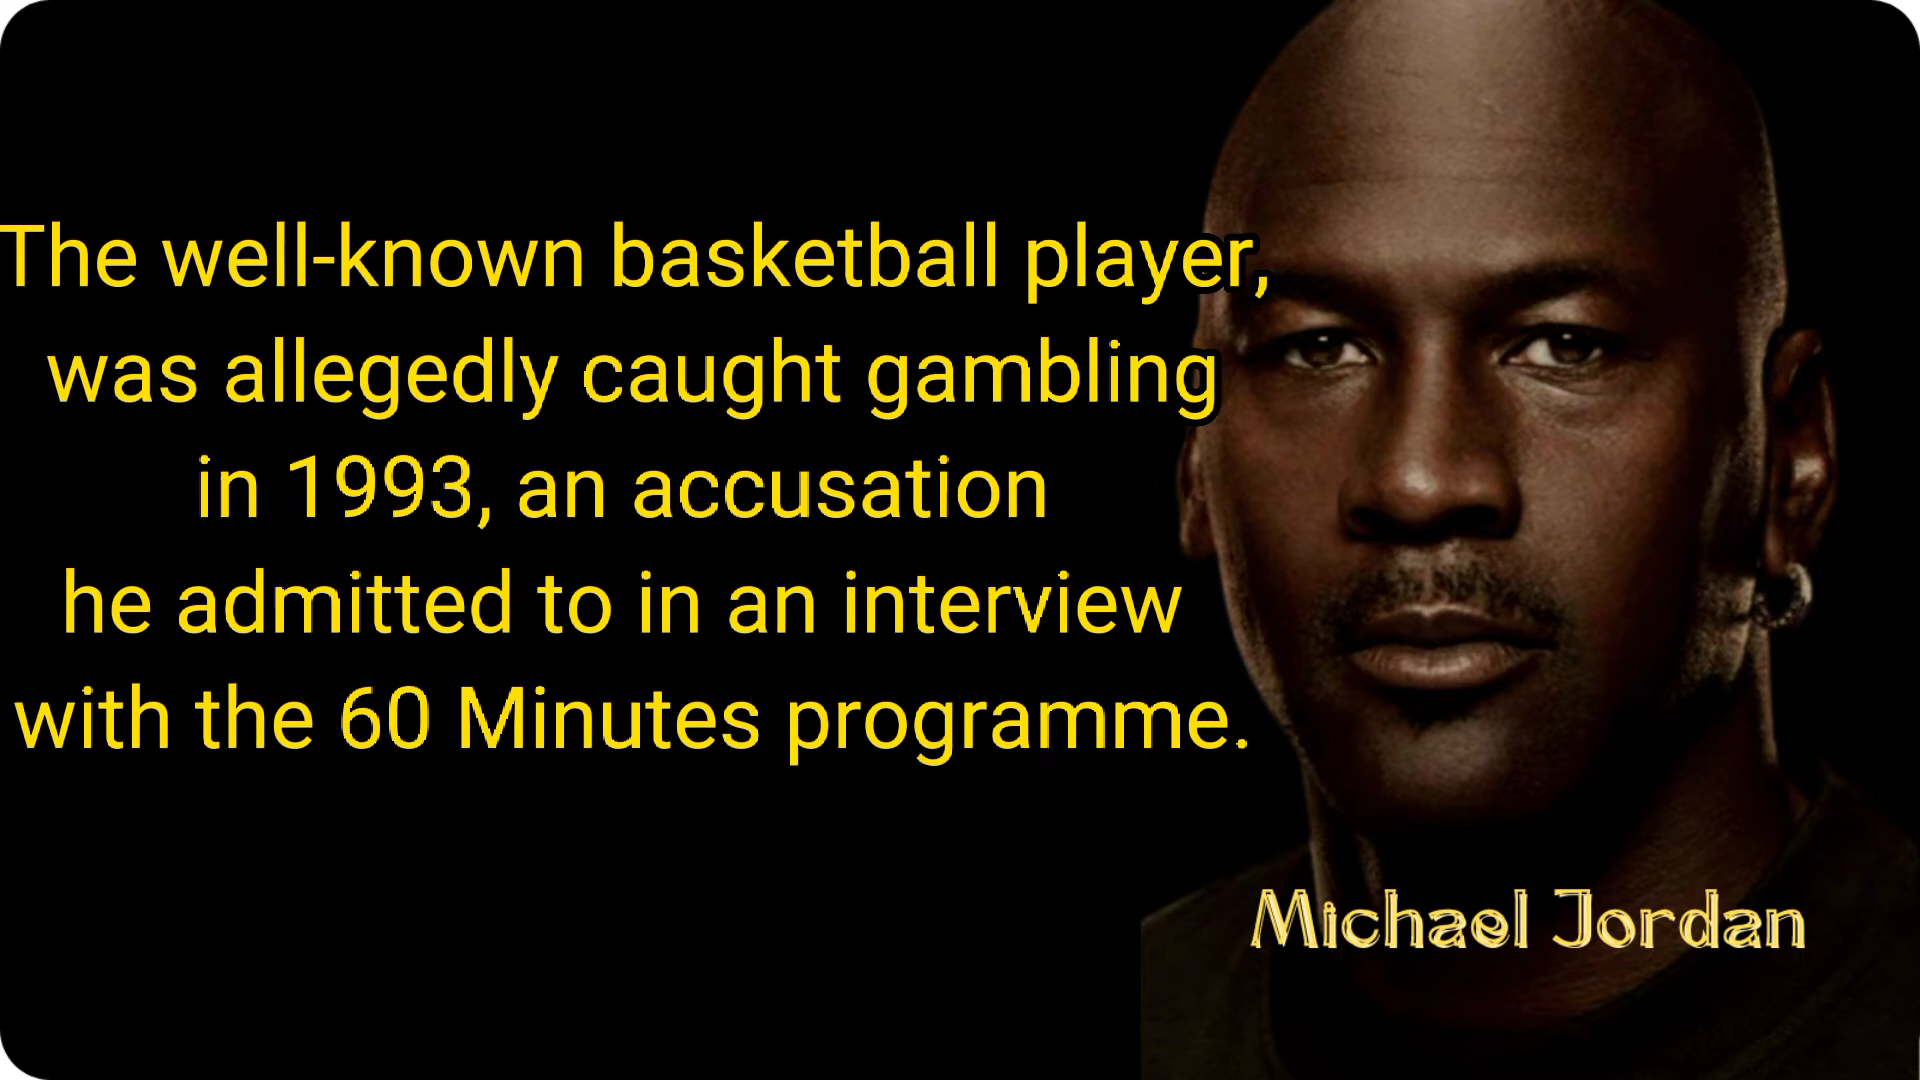 The well-known basketball player,
was allegedly caught gambling
in 1993, an accusation
he admitted to in an interview
with the 60 Minutes programme.
Michael Jordan